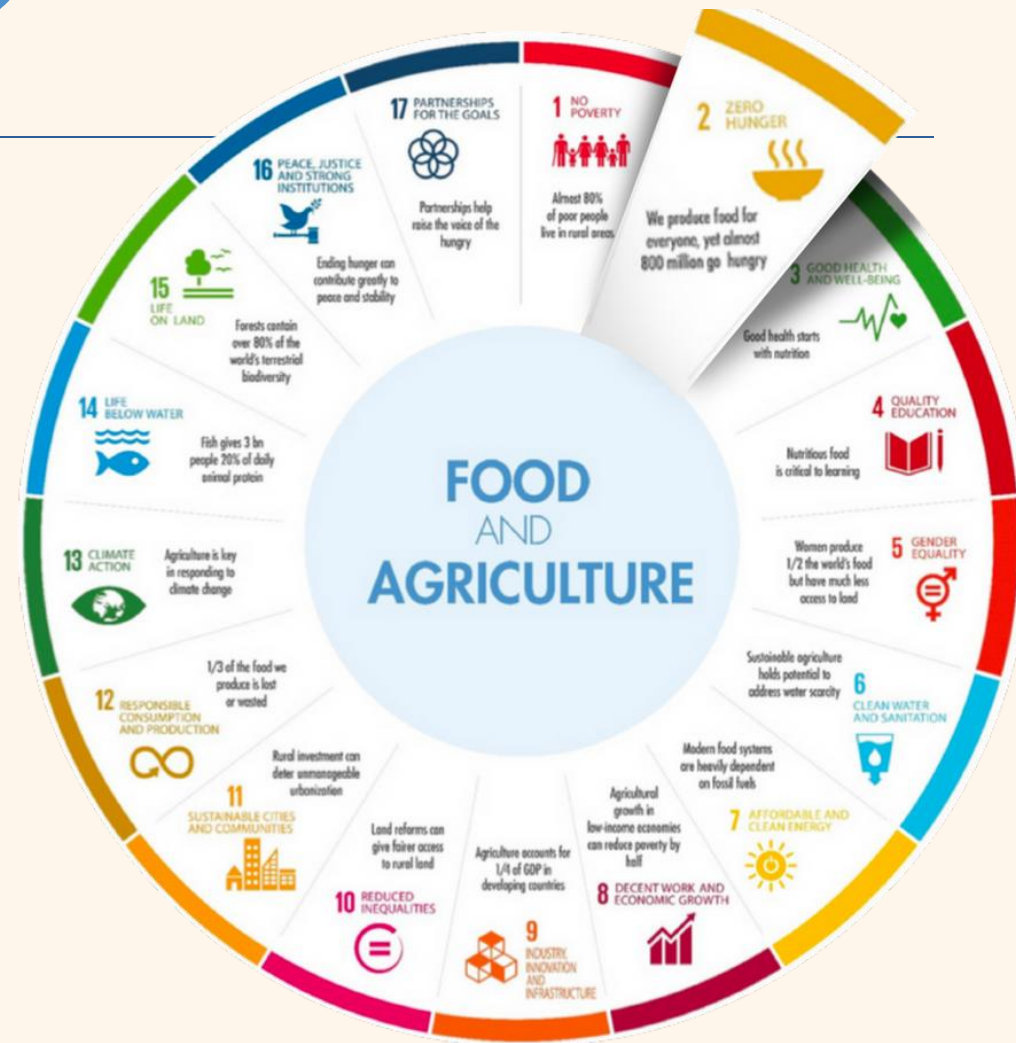 FOOD
AND
AGRICULTURE
1 NO
POVERTY
Almost 80%
of poor people
live in rural areas
2 ZERO
HUNGER
We produce food for
everyone, yet almost
800 million go hungry
3 GOOD HEALTH
AND WELL-BEING
Good health starts
with nutrition
4 QUALITY
EDUCATION
Nutritious food
is critical to learning
5 GENDER
EQUALITY
Women produce
1/2 the world's food
but have much less
access to land
6
CLEAN WATER
AND SANITATION
Sustainable agriculture
holds potential to
address water scarcity
7 AFFORDABLE AND
CLEAN ENERGY
Modern food systems
are heavily dependent
on fossil fuels
8 DECENT WORK AND
ECONOMIC GROWTH
Agricultural
growth in
low-income economies
can reduce poverty by
half
9
INDUSTRY,
INNOVATION
AND
INFRASTRUCTURE
Agriculture accounts for
1/4 of GDP in
developing countries
10 REDUCED
INEQUALITIES
Land reforms can
give fairer access
to rural land
11
SUSTAINABLE CITIES
AND COMMUNITIES
Rural investment can
deter unmanageable
urbanization
12 RESPONSIBLE
CONSUMPTION
AND PRODUCTION
1/3 of the food we
produce is lost
or wasted
13 CLIMATE
ACTION
Agriculture is key
in responding to
climate change
14 LIFE
BELOW WATER
Fish gives 3 bn
people 20% of daily
animal protein
15
LIFE
ON LAND
Forests contain
over 80% of the
world's terrestrial
biodiversity
16 PEACE, JUSTICE
AND STRONG
INSTITUTIONS
Ending hunger can
contribute greatly to
peace and stability
17 PARTNERSHIPS
FOR THE GOALS
Partnerships help
raise the voice of the
hungry